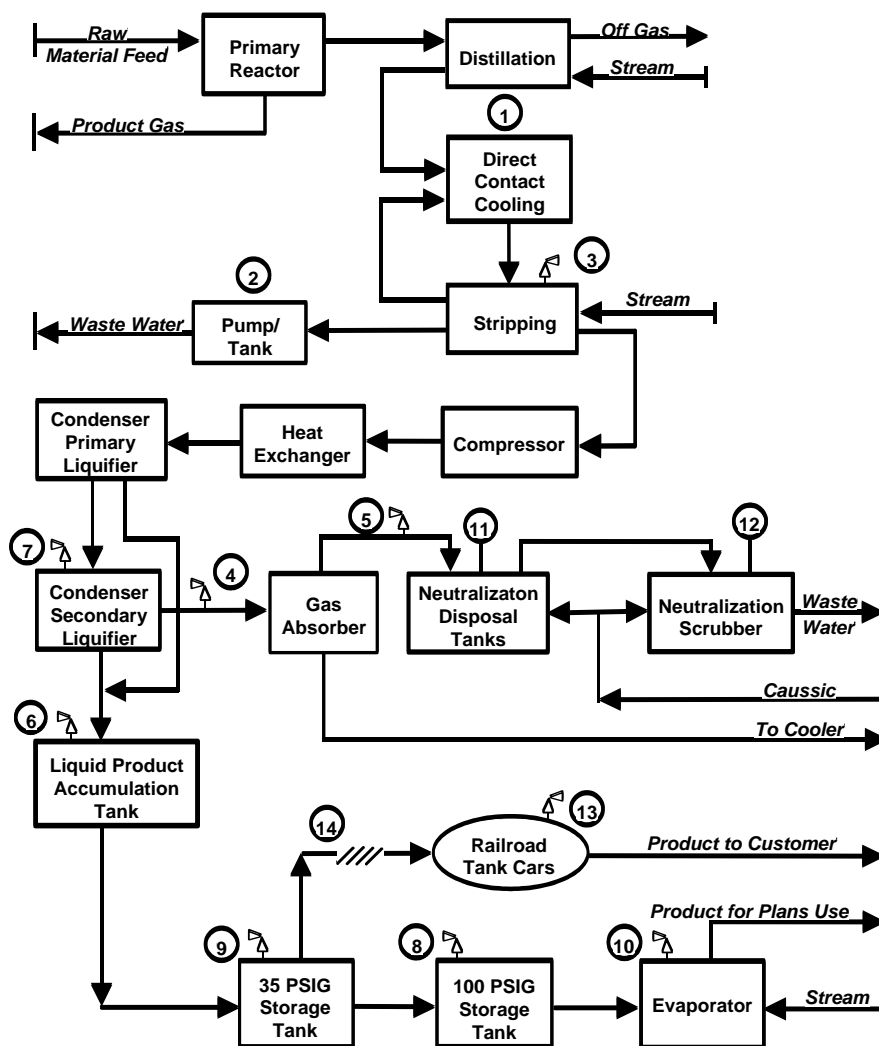 Raw
Material Feed
Primary
Reactor
Distillation
Off Gas
Stream
Product Gas
1
Direct
Contact
Cooling
2
3
Waste Water
Pump/
Tank
Stripping
Stream
Condenser
Primary
Liquifier
Heat
Exchanger
Compressor
7
4
5
11
12
Condenser
Secondary
Liquifier
Gas
Absorber
Neutralizaton
Disposal
Tanks
Neutralization
Scrubber
Waste
Water
Caussic
To Cooler
6
Liquid Product
Accumulation
Tank
14
13
Railroad
Tank Cars
Product to Customer
Product for Plans Use
9
8
10
35 PSIG
Storage
Tank
100 PSIG
Storage
Tank
Evaporator
Stream